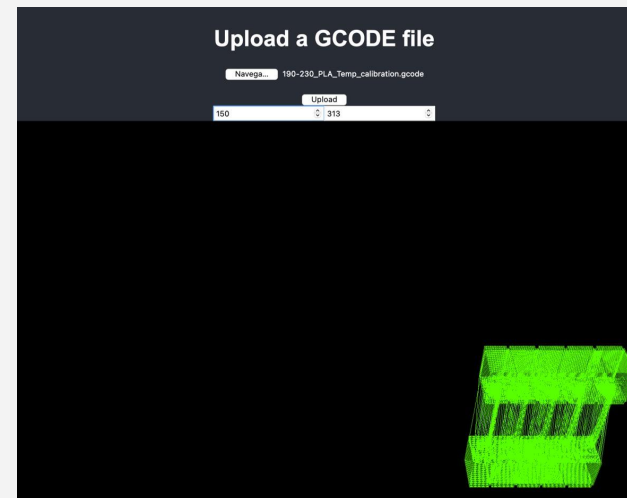 Upload a GCODE file
Navega... 190-230_PLA_Temp_calibration.gcode
Upload
150 313